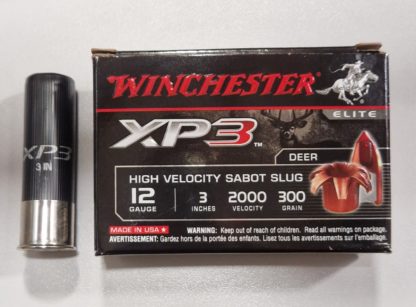 WINCHESTER
ELITE
XP3™
DEER
HIGH VELOCITY SABOT SLUG
12 3 2000 300
GAUGE INCHES VELOCITY GRAIN
MADE IN USA ★
WARNING: Keep out of reach of children. Read all warnings on package.
AVERTISSEMENT: Gardez hors de la portée des enfants. Lisez tous les avertissements sur l'emballage.
XP3
3 IN